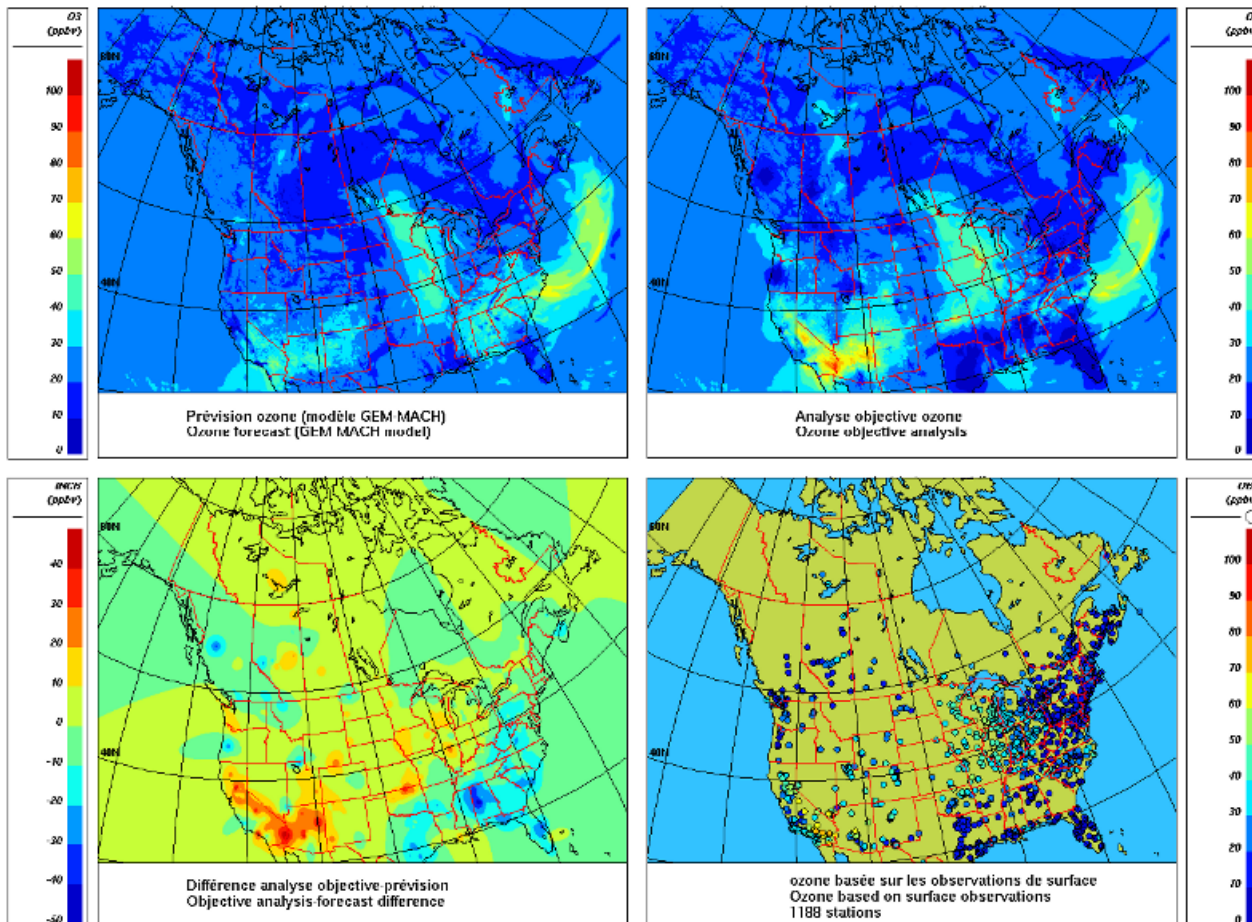 O3
(ppbv)
100
90
80
70
60
50
40
30
20
10
0
60N
40N
Prévision ozone (modèle GEM-MACH)
Ozone forecast (GEM MACH model)
60N
40N
Analyse objective ozone
Ozone objective analysis
(ppbv
100
90
80
70
60
50
40
30
20
10
0
INCR
(ppbv)
40
30
20
10
0
-10
-20
-30
-40
-50
60N
40N
Différence analyse objective-prévision
Objective analysis-forecast difference
60N
40N
ozone basée sur les observations de surface
Ozone based on surface observations
1188 stations
(ppbv
100
90
80
70
60
50
40
30
20
10
0